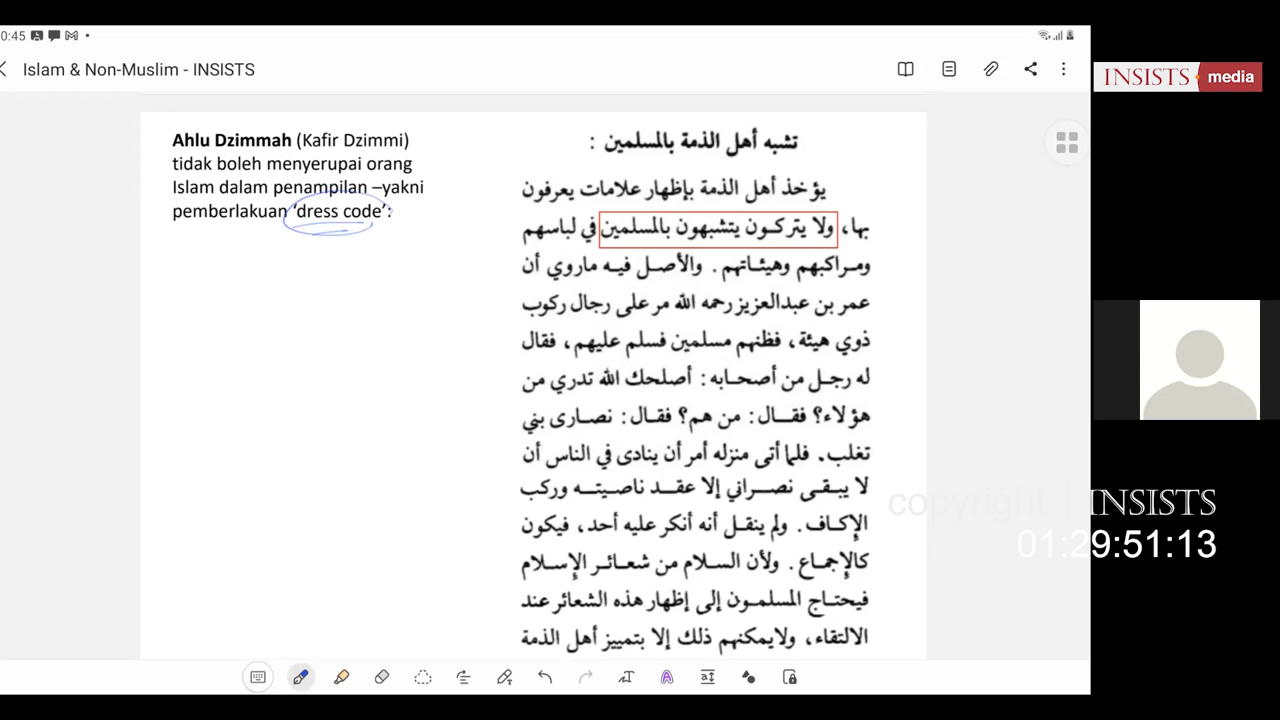 0:45
Islam & Non-Muslim - INSISTS
INSISTS media
Ahlu Dzimmah (Kafir Dzimmi)
tidak boleh menyerupai orang
Islam dalam penampilan –yakni
pemberlakuan ‘dress code’:
تشبه أهل الذمة بالمسلمين :
يؤخذ أهل الذمة بإظهار علامات يعرفون
بها، ولا يتركون يتشبهون بالمسلمين في لباسهم
ومراكبهم وهيئاتهم. والأصل فيه ماروي أن
عمر بن عبدالعزيز رحمه الله مر على رجال ركوب
ذوي هيئة، فظنهم مسلمين فسلم عليهم، فقال
له رجل من أصحابه: أصلحك الله تدري من
هؤلاء؟ فقال: من هم؟ فقال: نصارى بني
تغلب. فلما أتى منزله أمر أن ينادى في الناس أن
لا يبقى نصراني إلا عقد ناصيته وركب
الإكاف. ولم ينقل أنه أنكر عليه أحد، فيكون
كالإجماع. ولأن السلام من شعائر الإسلام
فيحتاج المسلمون إلى إظهار هذه الشعائر عند
الالتقاء، ولايمكنهم ذلك إلا بتمييز أهل الذمة
copyright | INSISTS
01:29:51:13